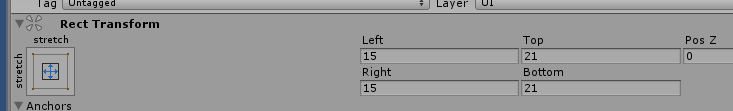 Tag Untagged Layer UI
Rect Transform
stretch Left Top Pos Z
stretch 15 21 0
Right Bottom
15 21
Anchors